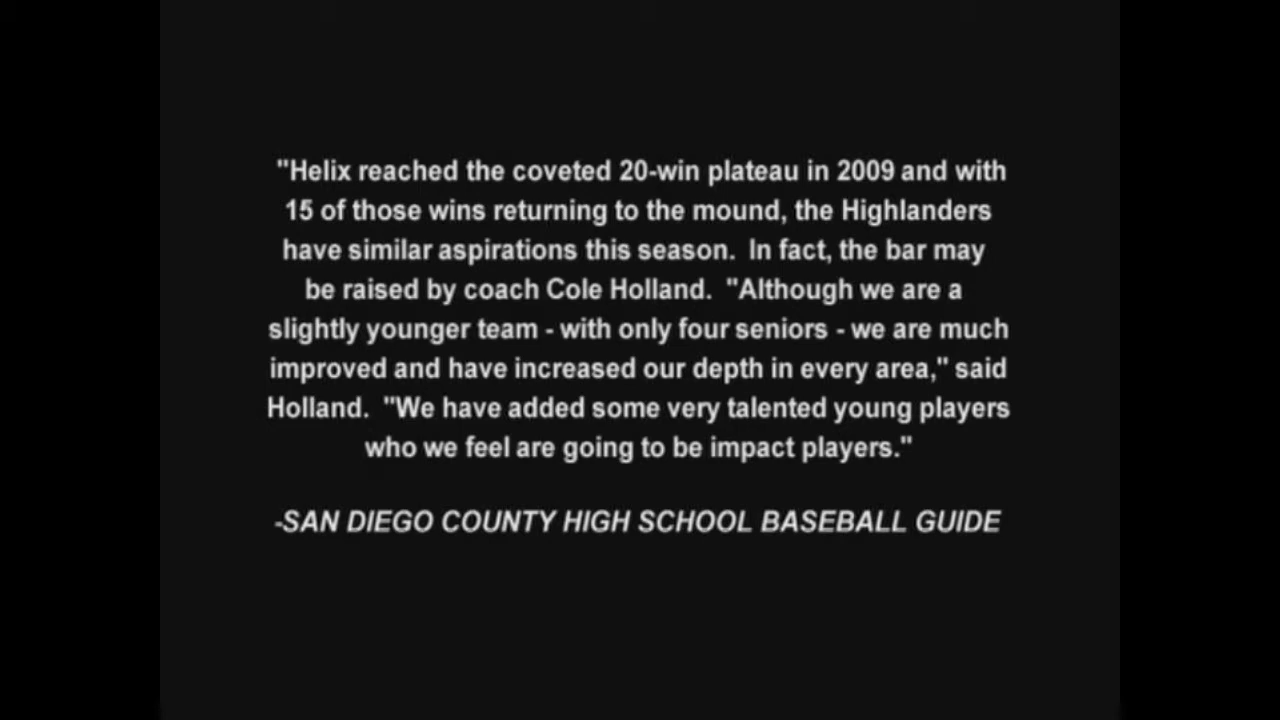 "Helix reached the coveted 20-win plateau in 2009 and with
15 of those wins returning to the mound, the Highlanders
have similar aspirations this season.  In fact, the bar may
be raised by coach Cole Holland.  "Although we are a
slightly younger team - with only four seniors - we are much
improved and have increased our depth in every area," said
Holland.  "We have added some very talented young players
who we feel are going to be impact players."
-SAN DIEGO COUNTY HIGH SCHOOL BASEBALL GUIDE